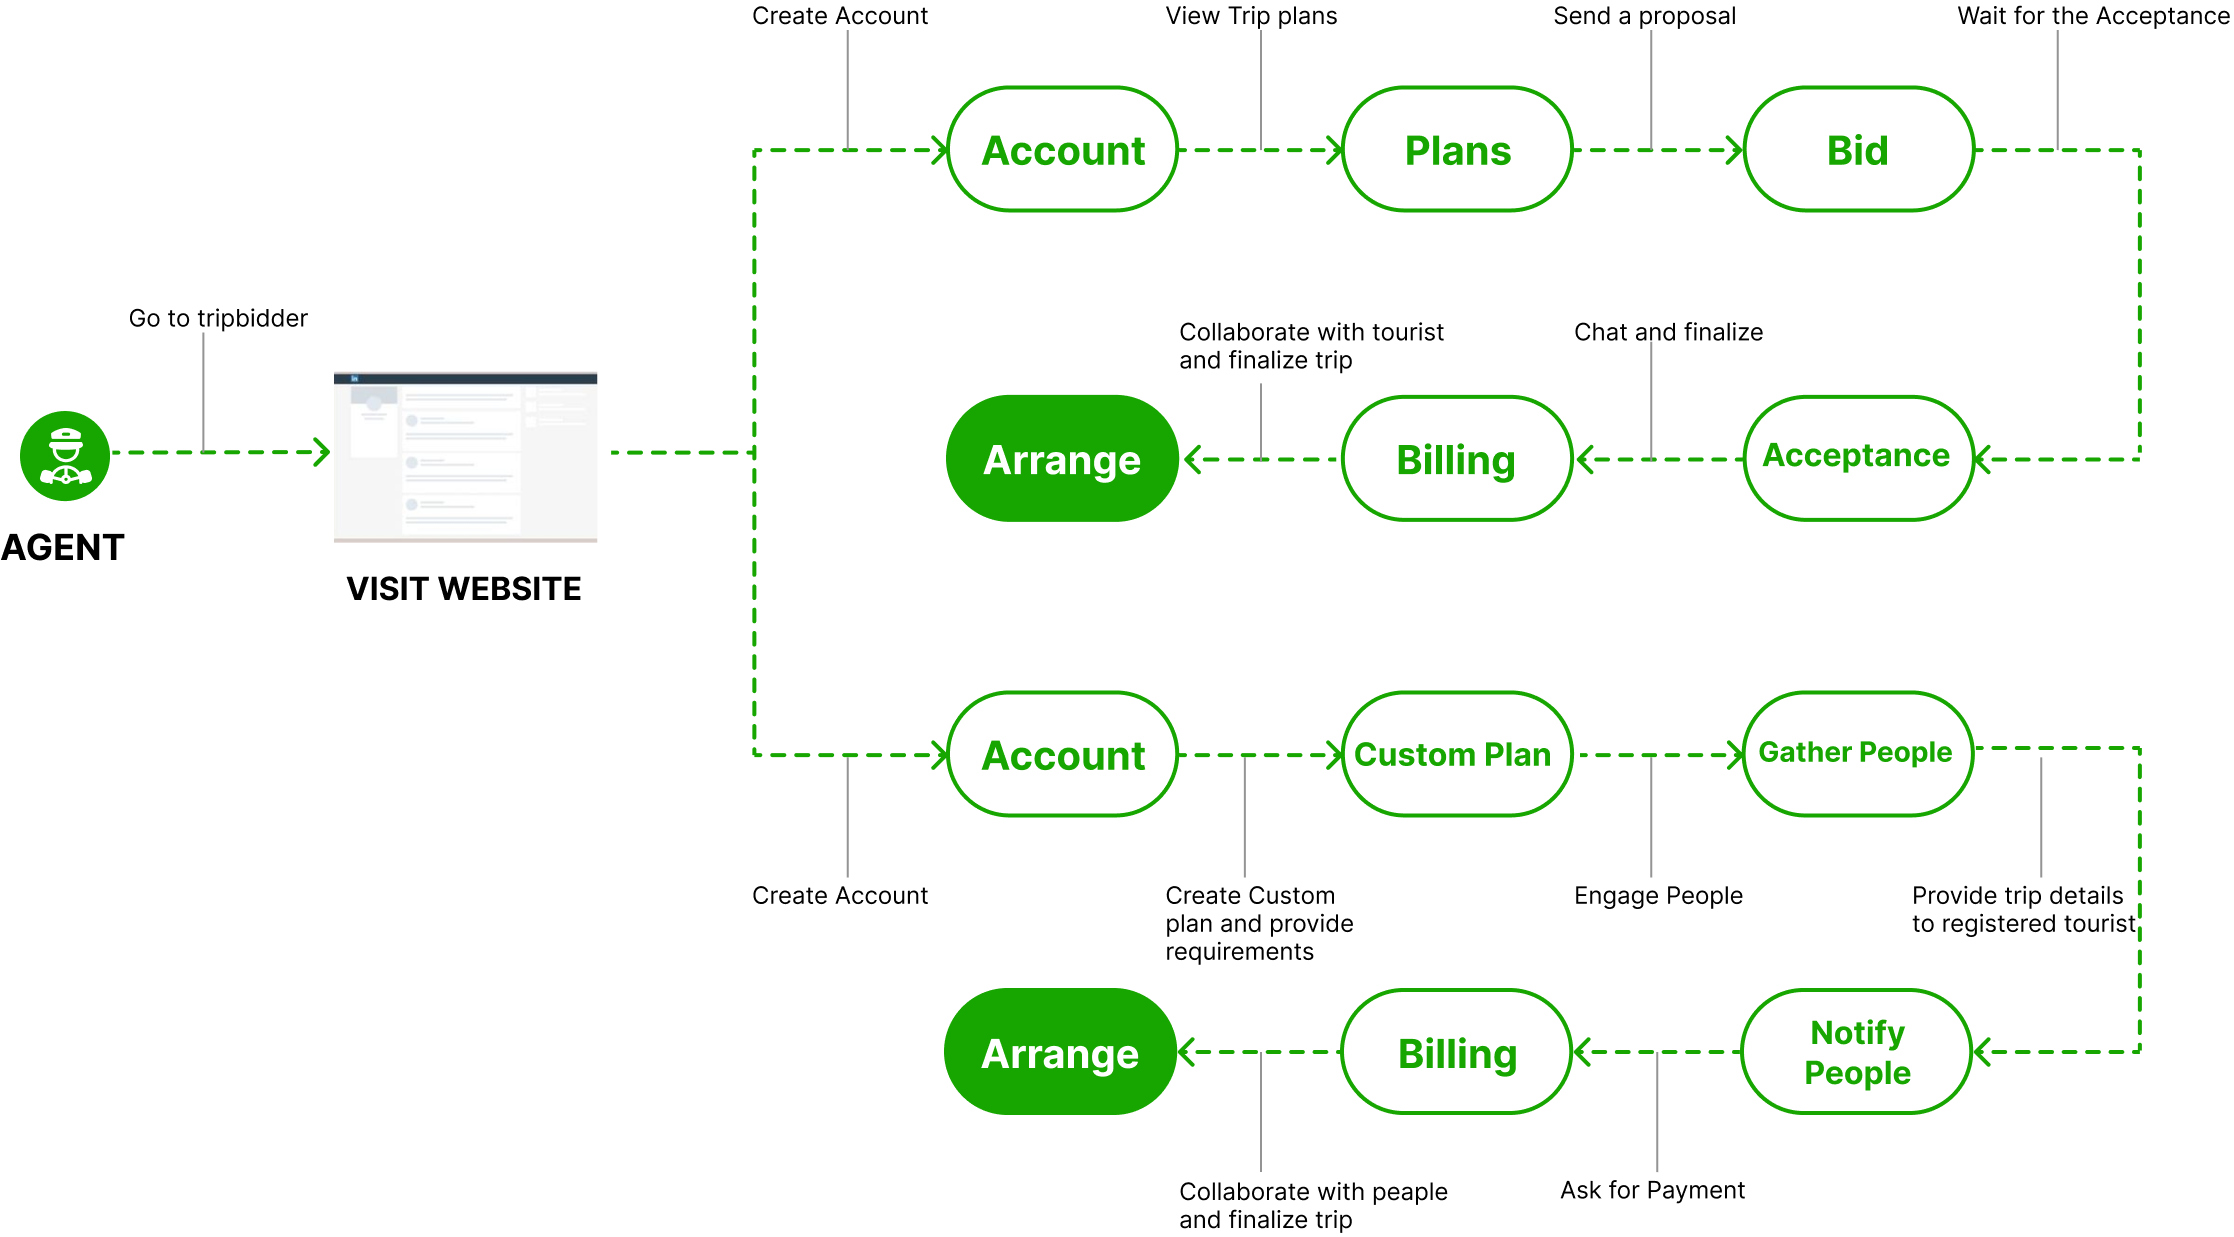 Create Account
View Trip plans
Send a proposal
Wait for the Acceptance
Account
Plans
Bid
Go to tripbidder
Collaborate with tourist
and finalize trip
Chat and finalize
in
Arrange
Billing
Acceptance
AGENT
VISIT WEBSITE
Account
Custom Plan
Gather People
Create Account
Create Custom
plan and provide
requirements
Engage People
Provide trip details
to registered tourist
Arrange
Billing
Notify
People
Collaborate with peaple
and finalize trip
Ask for Payment